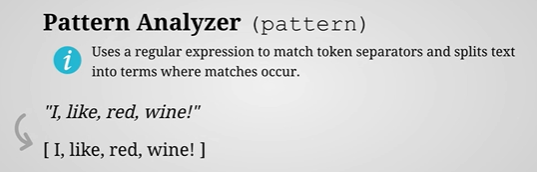 Pattern Analyzer (pattern)
i Uses a regular expression to match token separators and splits text
into terms where matches occur.
"I, like, red, wine!"
[ I, like, red, wine! ]